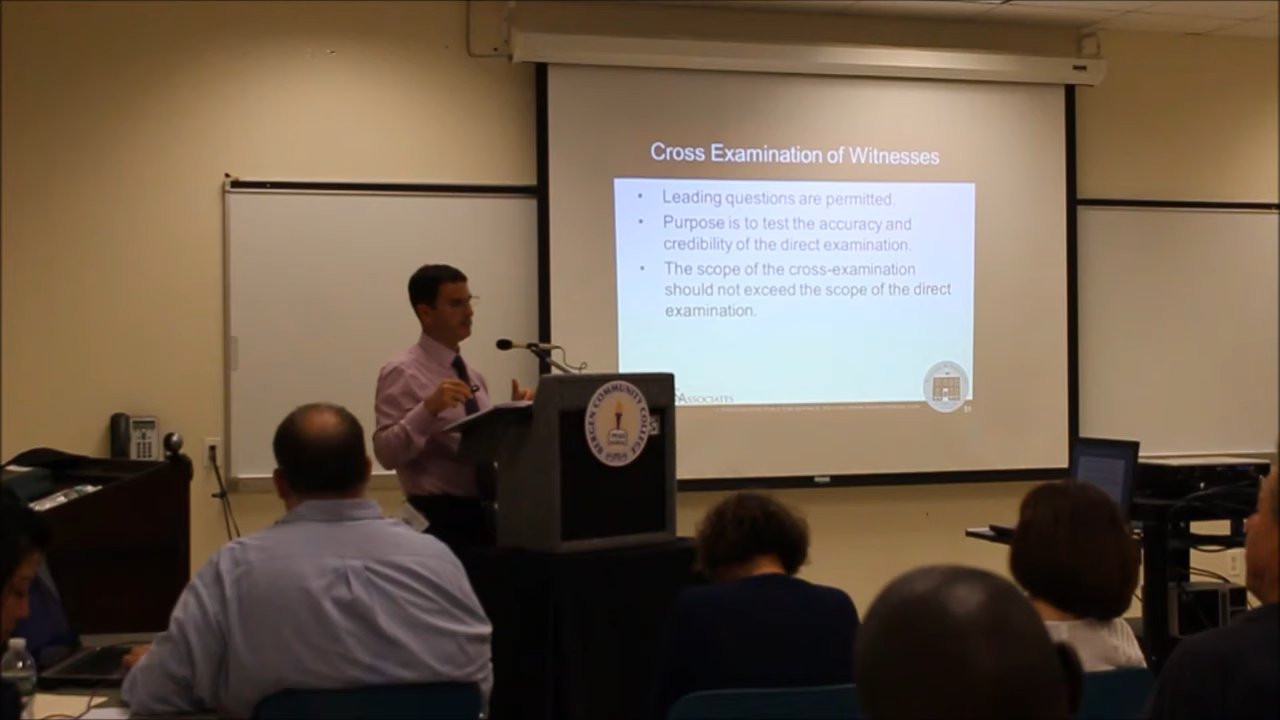 Cross Examination of Witnesses
• Leading questions are permitted.
• Purpose is to test the accuracy and
credibility of the direct examination.
• The scope of the cross-examination
should not exceed the scope of the direct
examination.
ASSOCIATES
51
BERGEN COMMUNITY COLLEGE